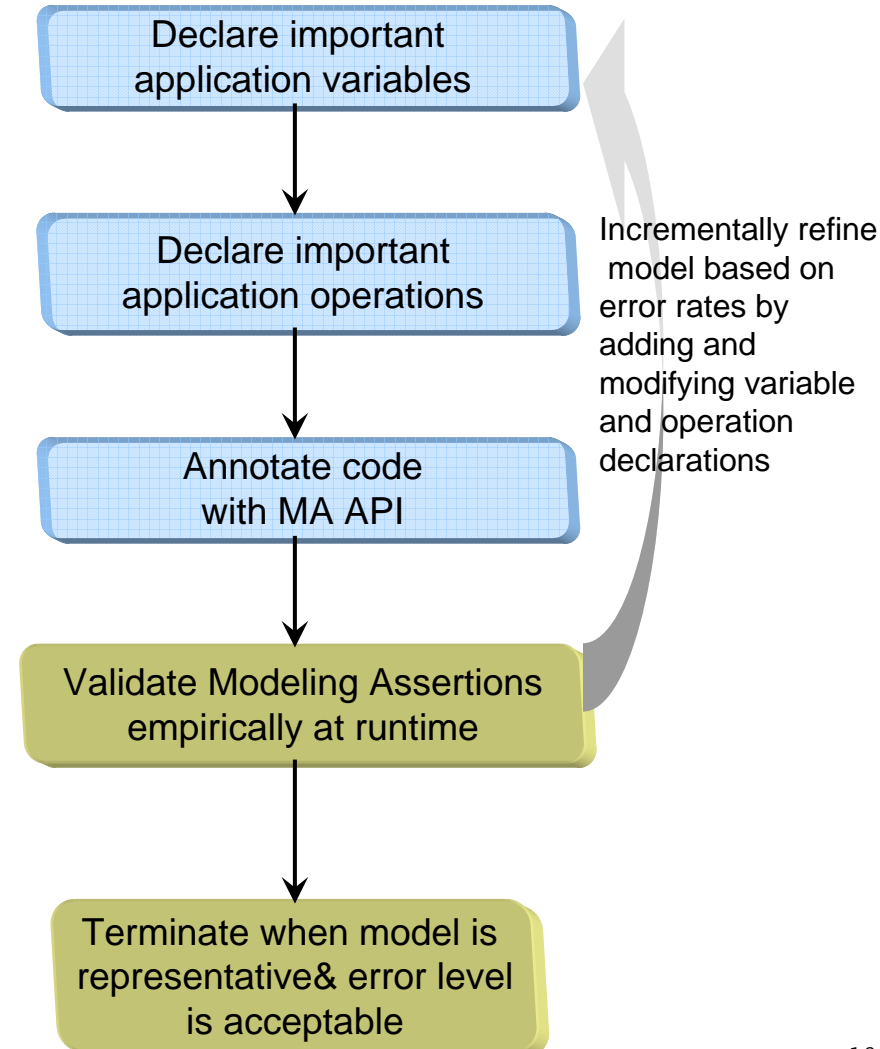 Declare important
application variables
Declare important
application operations
Incrementally refine
model based on
error rates by
adding and
modifying variable
and operation
declarations
Annotate code
with MA API
Validate Modeling Assertions
empirically at runtime
Terminate when model is
representative& error level
is acceptable